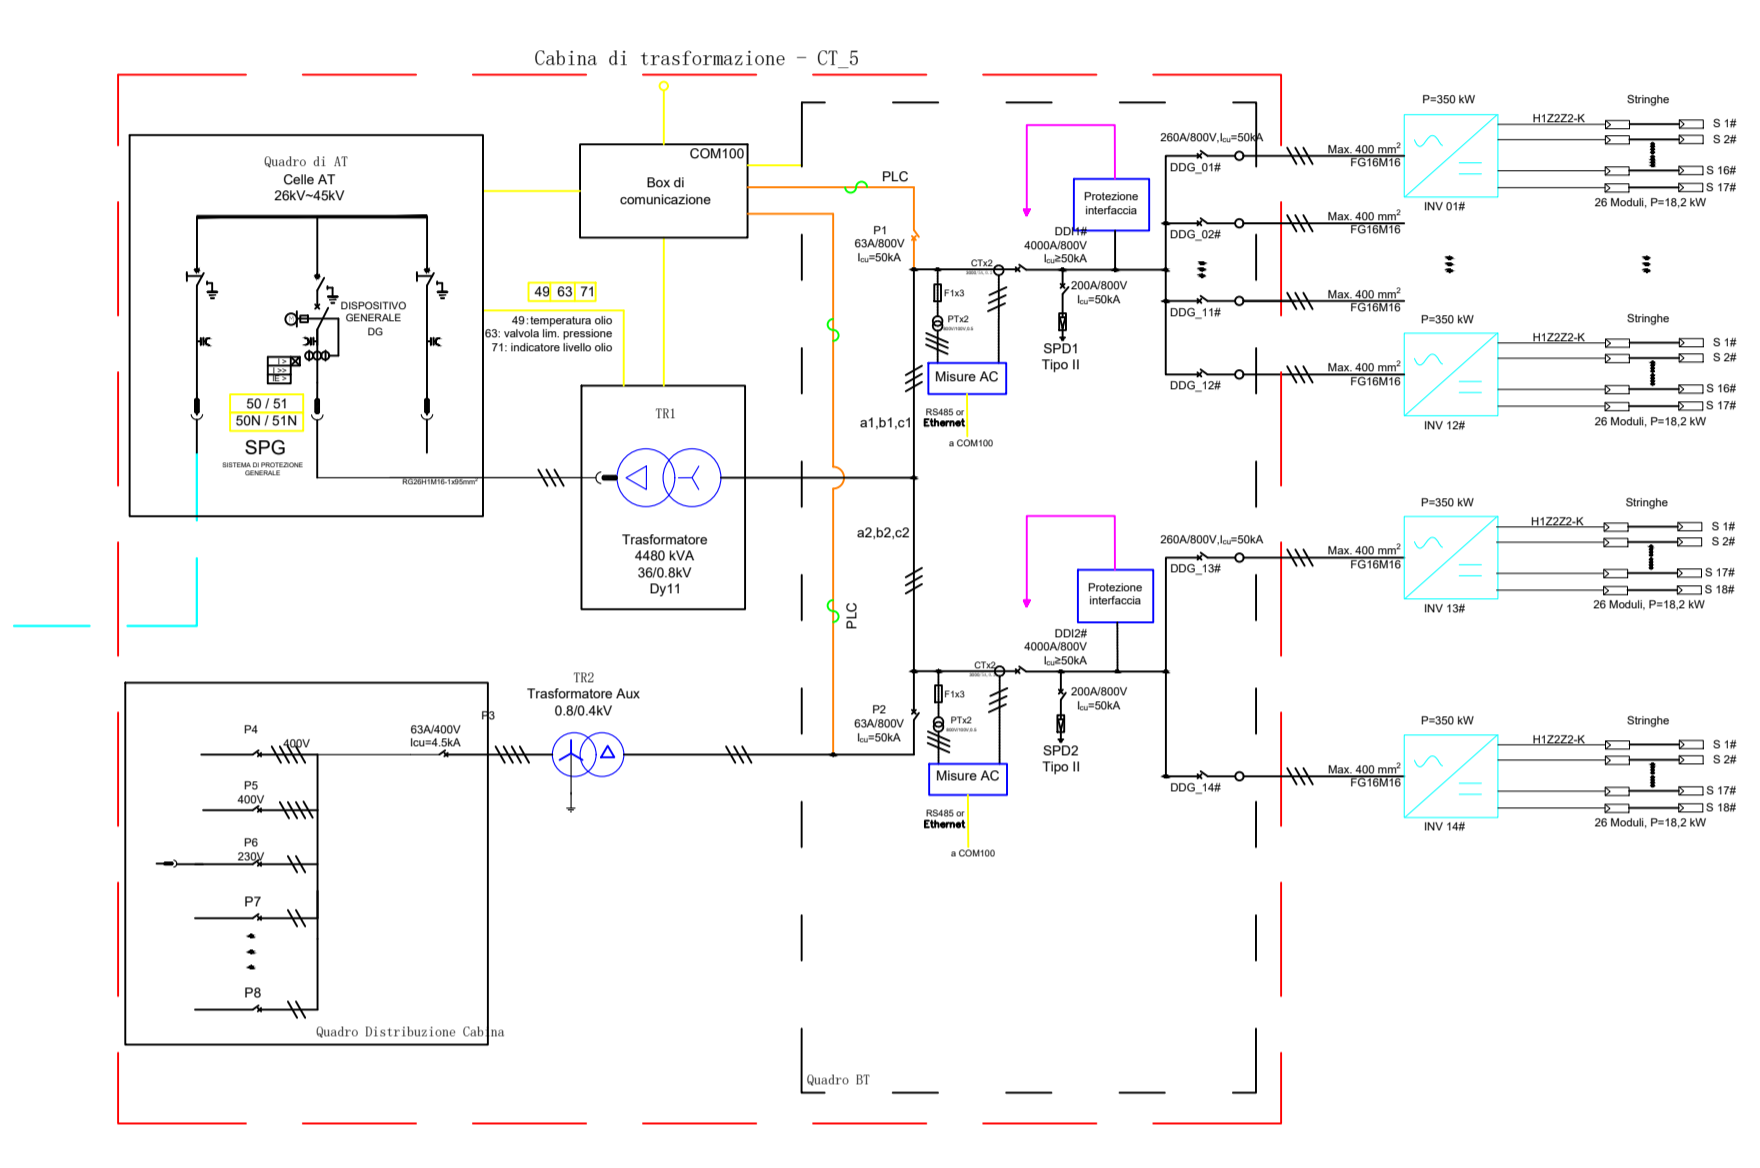 Cabina di trasformazione - CT_5
Quadro di AT
Celle AT
26kV~45kV
DISPOSITIVO
GENERALE
DG
I >
I >>
IE >
50 / 51
50N / 51N
SPG
SISTEMA DI PROTEZIONE
GENERALE
RG26H1M16-1x95mm²
COM100
Box di
comunicazione
49 63 71
49: temperatura olio
63: valvola lim. pressione
71: indicatore livello olio
TR1
Trasformatore
4480 kVA
36/0.8kV
Dy11
PLC
PLC
P1
63A/800V
Icu=50kA
a1,b1,c1
a2,b2,c2
P2
63A/800V
Icu=50kA
TR2
Trasformatore Aux
0.8/0.4kV
P3
63A/400V
Icu=4.5kA
P4
400V
P5
400V
P6
230V
P7
P8
Quadro Distribuzione Cabina
Quadro BT
Protezione
interfaccia
DDI1#
4000A/800V
Icu≥50kA
CTx2
F1x3
PTx2
200A/800V
Icu=50kA
SPD1
Tipo II
Misure AC
RS485 or
Ethernet
a COM100
Protezione
interfaccia
DDI2#
4000A/800V
Icu≥50kA
CTx2
F1x3
PTx2
200A/800V
Icu=50kA
SPD2
Tipo II
Misure AC
RS485 or
Ethernet
a COM100
260A/800V,Icu=50kA
DDG_01#
Max. 400 mm²
FG16M16
DDG_02#
Max. 400 mm²
FG16M16
DDG_11#
Max. 400 mm²
FG16M16
DDG_12#
Max. 400 mm²
FG16M16
260A/800V,Icu=50kA
DDG_13#
Max. 400 mm²
FG16M16
DDG_14#
Max. 400 mm²
FG16M16
P=350 kW
INV 01#
Stringhe
H1Z2Z2-K
S 1#
S 2#
S 16#
S 17#
26 Moduli, P=18,2 kW
P=350 kW
INV 12#
Stringhe
H1Z2Z2-K
S 1#
S 2#
S 16#
S 17#
26 Moduli, P=18,2 kW
P=350 kW
INV 13#
Stringhe
H1Z2Z2-K
S 1#
S 2#
S 17#
S 18#
26 Moduli, P=18,2 kW
P=350 kW
INV 14#
Stringhe
H1Z2Z2-K
S 1#
S 2#
S 17#
S 18#
26 Moduli, P=18,2 kW